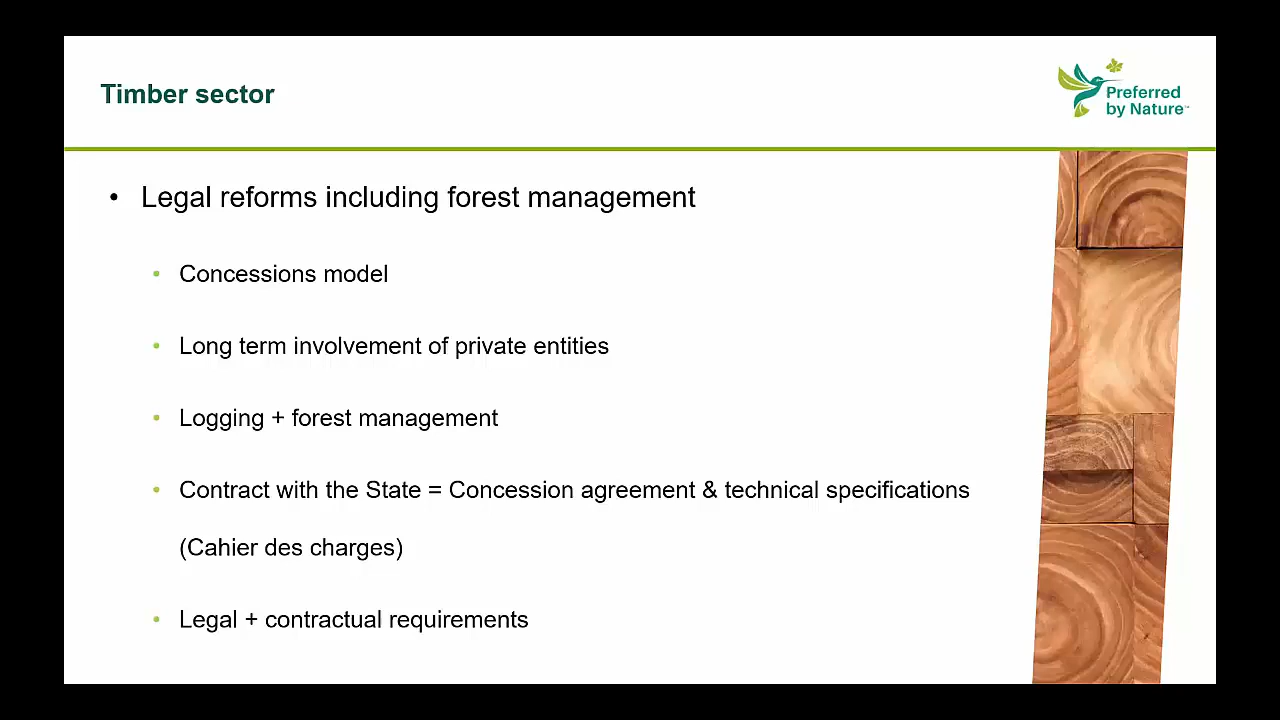 Timber sector
Preferred
by Nature™
• Legal reforms including forest management
• Concessions model
• Long term involvement of private entities
• Logging + forest management
• Contract with the State = Concession agreement & technical specifications
(Cahier des charges)
• Legal + contractual requirements